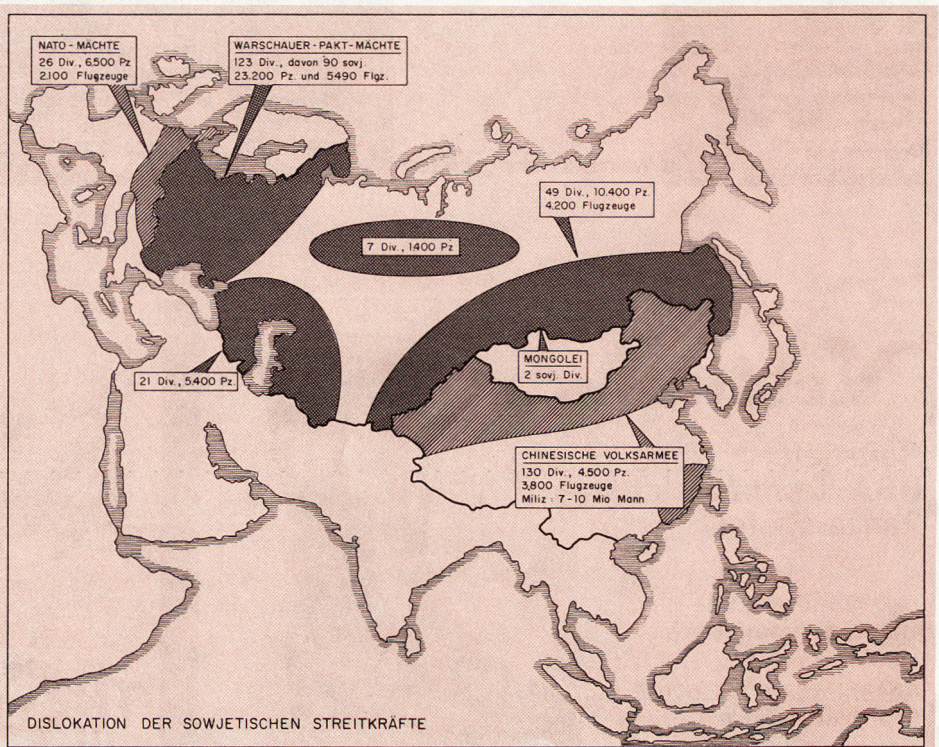 NATO-MÄCHTE
26 Div., 6.500 Pz
2.100 Flugzeuge
WARSCHAUER-PAKT-MÄCHTE
123 Div., davon 90 sovj.
23.200 Pz. und 5490 Flgz.
49 Div., 10.400 Pz.
4.200 Flugzeuge
7 Div., 1.400 Pz
MONGOLEI
2 sovj. Div.
21 Div., 5.400 Pz.
CHINESISCHE VOLKSARMEE
130 Div., 4.500 Pz.
3,800 Flugzeuge
Miliz : 7-10 Mio Mann
DISLOKATION DER SOWJETISCHEN STREITKRÄFTE